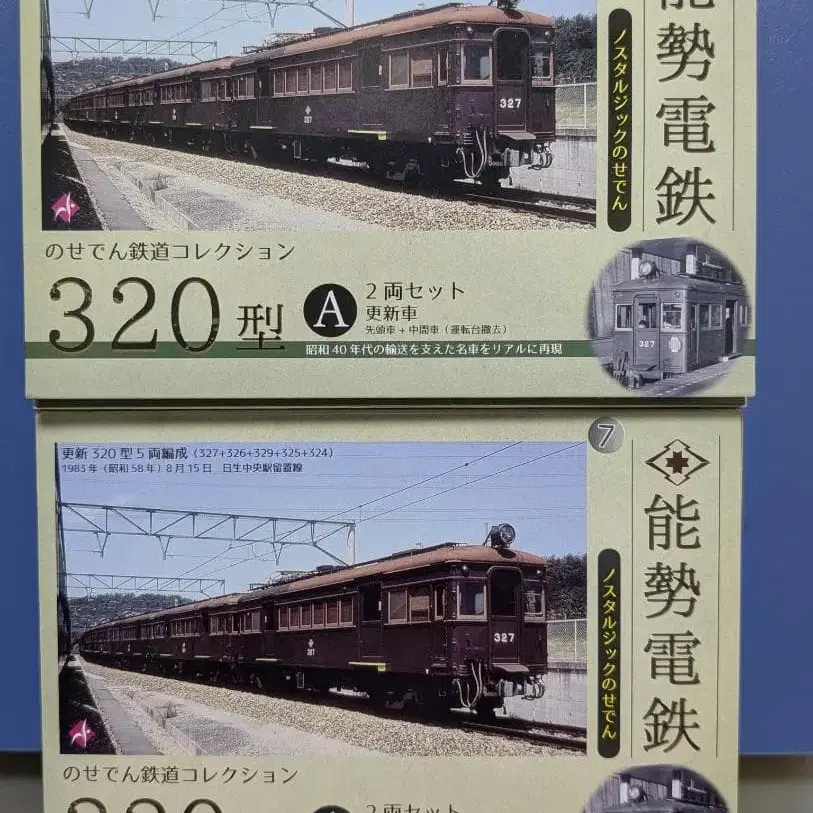 能勢電鉄
ノスタルジックのせでん
327
327
のせでん鉄道コレクション
320型
A
2両セット
更新車
先頭車+中間車(運転台撤去)
昭和40年代の輸送を支えた名車をリアルに再現
327
7
更新320型5両編成(327+326+329+325+324)
1983年(昭和58年)8月15日 日生中央駅留置線
能勢電鉄
ノスタルジックのせでん
327
327
のせでん鉄道コレクション
320
2両セット